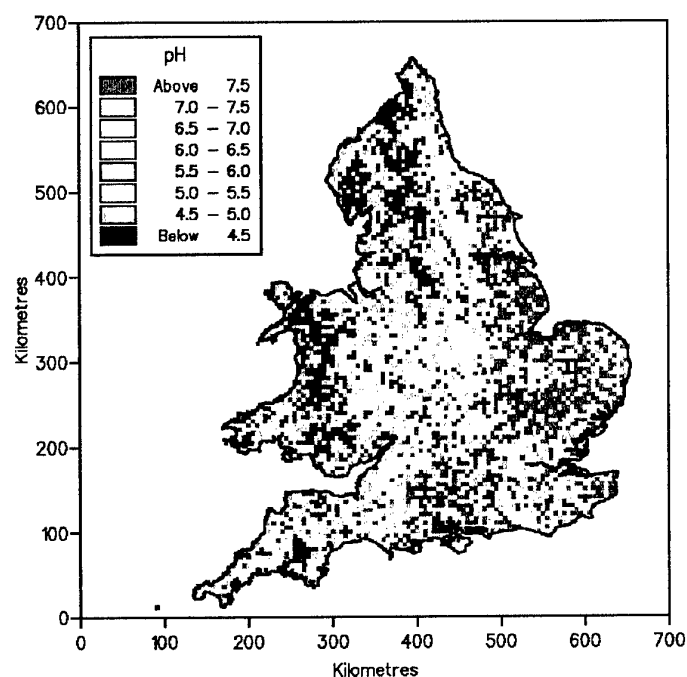 700
600
500
400
300
200
100
0
Kilometres
pH
Above 7.5
7.0 – 7.5
6.5 – 7.0
6.0 – 6.5
5.5 – 6.0
5.0 – 5.5
4.5 – 5.0
Below 4.5
0 100 200 300 400 500 600 700
Kilometres